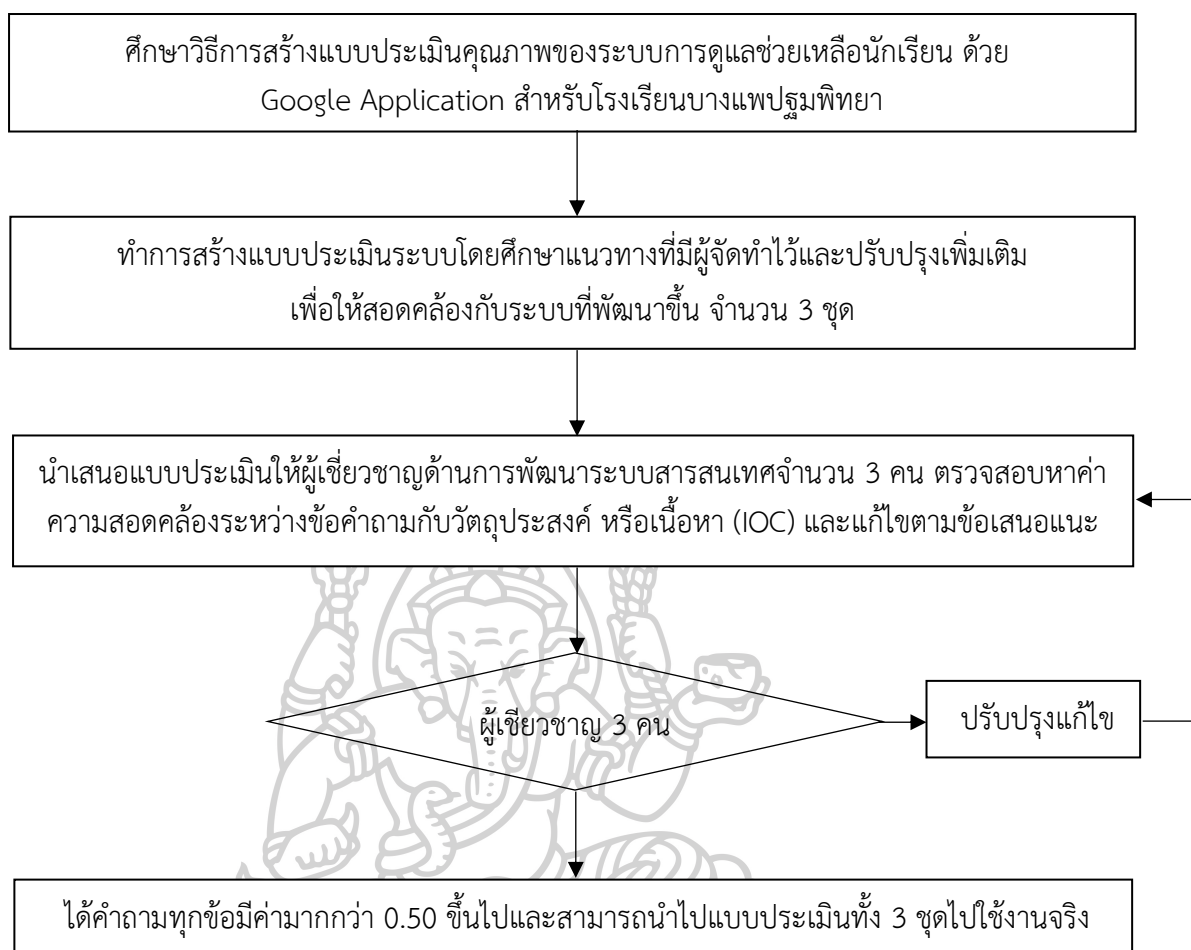 ศึกษาวิธีการสร้างแบบประเมินคุณภาพของระบบการดูแลช่วยเหลือนักเรียน ด้วย
Google Application สำหรับโรงเรียนบางแพปฐมพิทยา
ทำการสร้างแบบประเมินระบบโดยศึกษาแนวทางที่มีผู้จัดทำไว้และปรับปรุงเพิ่มเติม
เพื่อให้สอดคล้องกับระบบที่พัฒนาขึ้น จำนวน 3 ชุด
นำเสนอแบบประเมินให้ผู้เชี่ยวชาญด้านการพัฒนาระบบสารสนเทศจำนวน 3 คน ตรวจสอบหาค่า
ความสอดคล้องระหว่างข้อคำถามกับวัตถุประสงค์ หรือเนื้อหา (IOC) และแก้ไขตามข้อเสนอแนะ
ผู้เชียวชาญ 3 คน
ปรับปรุงแก้ไข
ได้คำถามทุกข้อมีค่ามากกว่า 0.50 ขึ้นไปและสามารถนำไปแบบประเมินทั้ง 3 ชุดไปใช้งานจริง